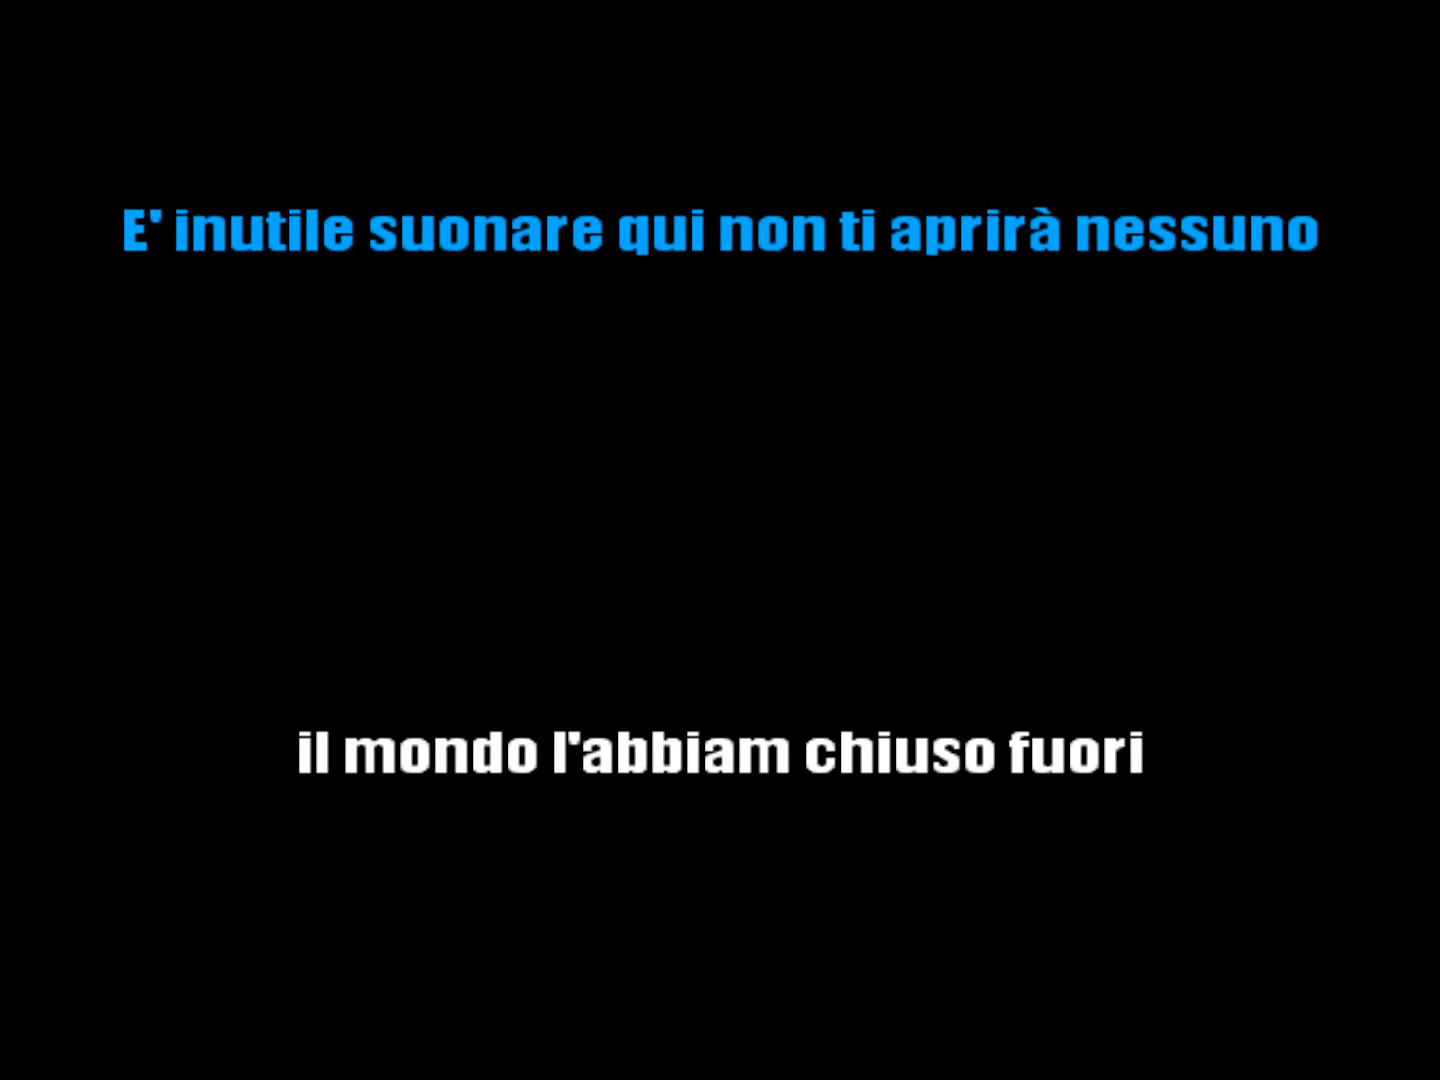 E' inutile suonare qui non ti aprirà nessuno
il mondo l'abbiam chiuso fuori